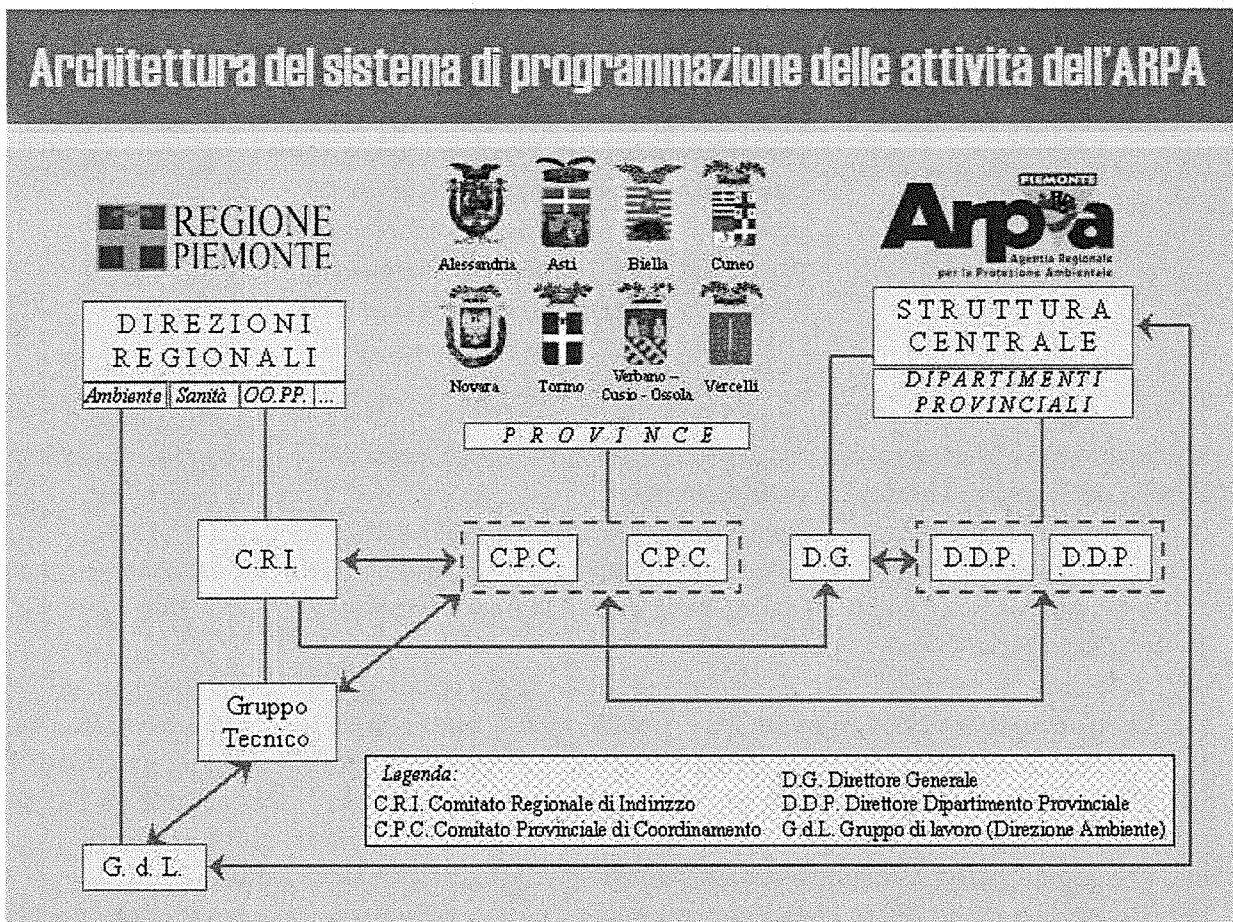 Architettura del sistema di programmazione delle attività dell'ARPA
REGIONE
PIEMONTE
DIREZIONI
REGIONALI
Ambiente Sanità OO.PP. ...
Alessandria Asti Biella Cuneo
Novara Torino Verbano – Cusio - Ossola Vercelli
PROVINCE
PIEMONTE
Arpa
Agenzia Regionale
per la Protezione Ambientale
STRUTTURA
CENTRALE
DIPARTIMENTI
PROVINCIALI
C.R.I. C.P.C. C.P.C. D.G. D.D.P. D.D.P.
Gruppo
Tecnico
G. d. L.
Legenda:
C.R.I. Comitato Regionale di Indirizzo
C.P.C. Comitato Provinciale di Coordinamento
D.G. Direttore Generale
D.D.P. Direttore Dipartimento Provinciale
G.d.L. Gruppo di lavoro (Direzione Ambiente)